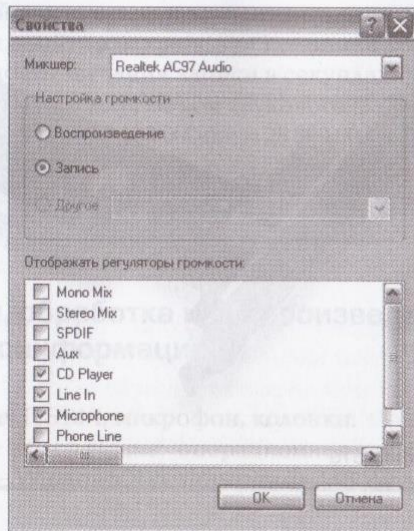 Свойства
Микшер: Realtek AC97 Audio
Настройка громкости
Воспроизведение
Запись
Другое
Отображать регуляторы громкости:
Mono Mix
Stereo Mix
SPDIF
Aux
CD Player
Line In
Microphone
Phone Line
OK Отмена